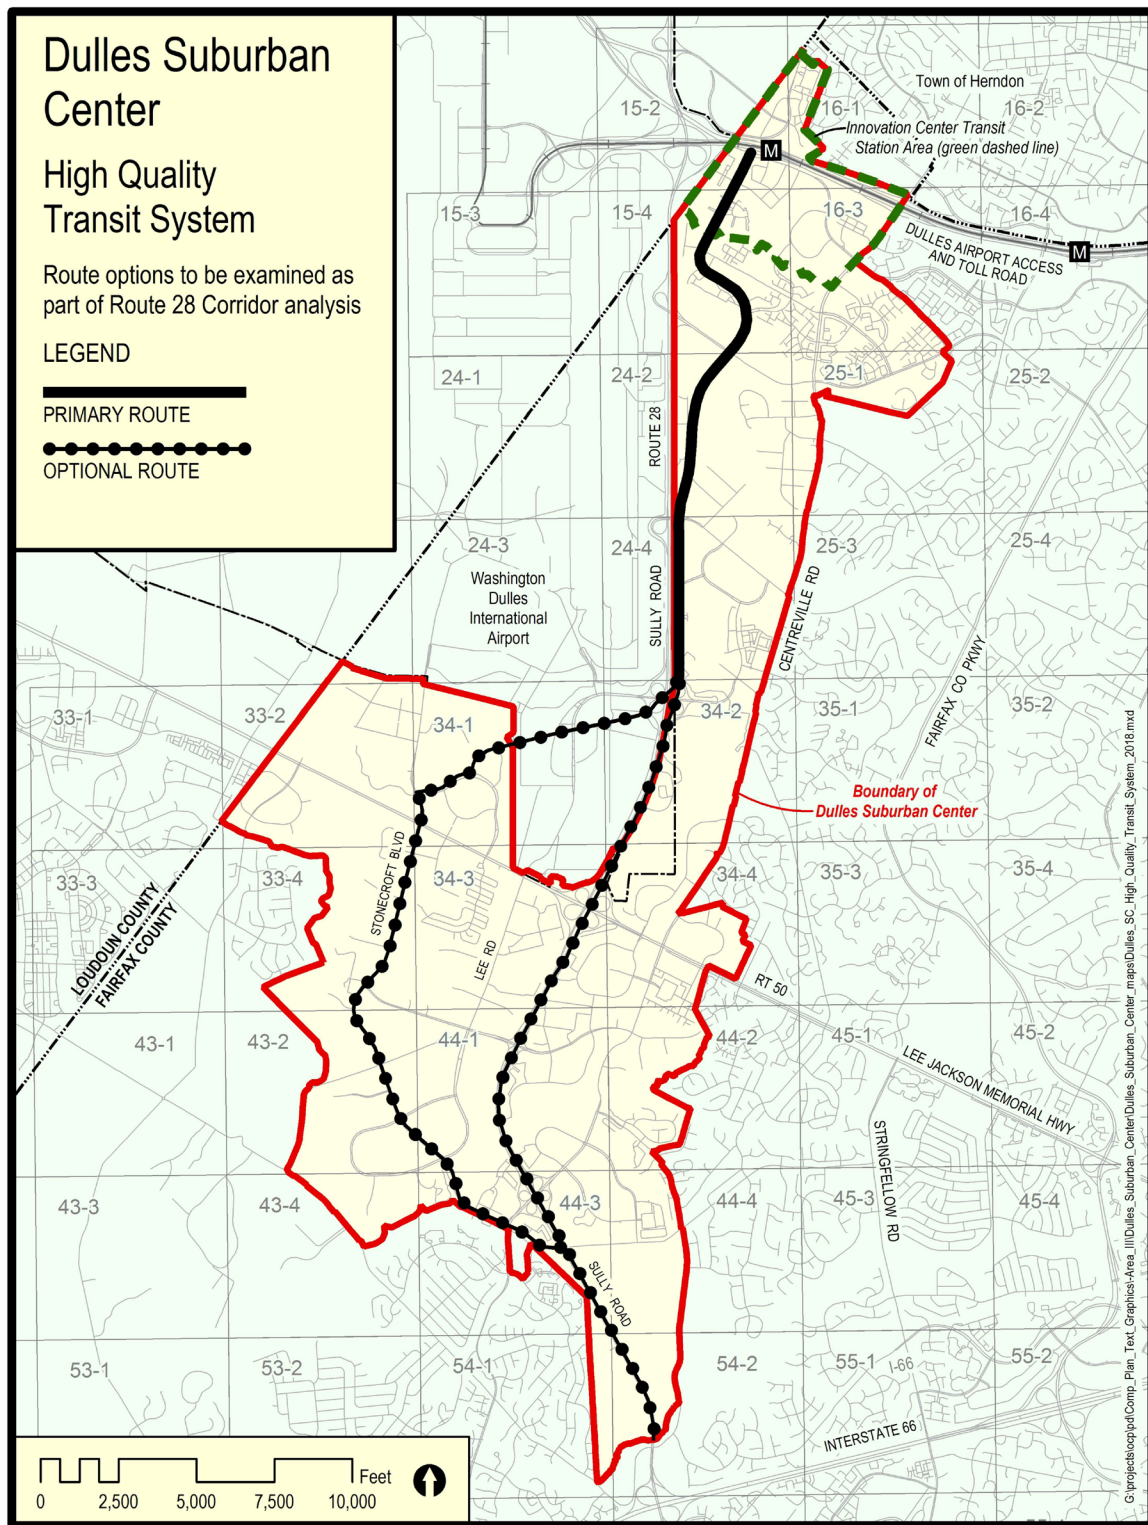 Dulles Suburban
Center
High Quality
Transit System
Route options to be examined as
part of Route 28 Corridor analysis
LEGEND
PRIMARY ROUTE
OPTIONAL ROUTE
Town of Herndon
15-2
16-1
16-2
Innovation Center Transit
Station Area (green dashed line)
M
15-3
15-4
16-3
16-4
DULLES AIRPORT ACCESS
AND TOLL ROAD
M
24-1
24-2
25-1
25-2
ROUTE 28
24-3
24-4
25-3
25-4
Washington
Dulles
International
Airport
SULLY ROAD
CENTREVILLE RD
FAIRFAX CO PKWY
33-1
33-2
34-1
34-2
35-1
35-2
Boundary of
Dulles Suburban Center
STONECROFT BLVD
33-3
33-4
34-3
34-4
35-3
35-4
LOUDOUN COUNTY
FAIRFAX COUNTY
LEE RD
RT 50
43-1
43-2
44-1
44-2
45-1
45-2
LEE JACKSON MEMORIAL HWY
STRINGFELLOW RD
43-3
43-4
44-3
44-4
45-3
45-4
SULLY ROAD
53-1
53-2
54-1
54-2
55-1
I-66
55-2
INTERSTATE 66
Feet
0
2,500
5,000
7,500
10,000
G:\projects\ocp\pd\Comp_Plan_Text_Graphics\-Area_III\Dulles_Suburban_Center\Dulles_Suburban_Center_maps\Dulles_SC_High_Quality_Transit_System_2018.mxd